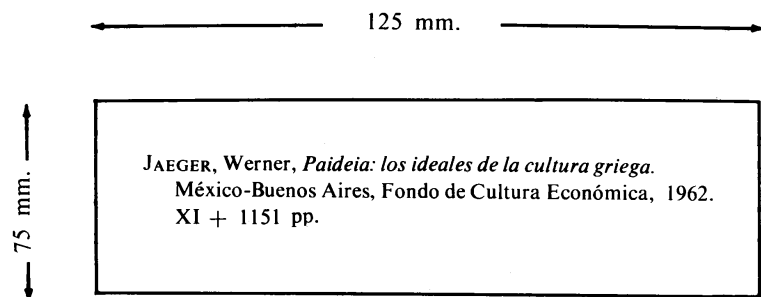 125 mm.
75 mm.
JAEGER, Werner, Paideia: los ideales de la cultura griega.
México-Buenos Aires, Fondo de Cultura Económica, 1962.
XI + 1151 pp.